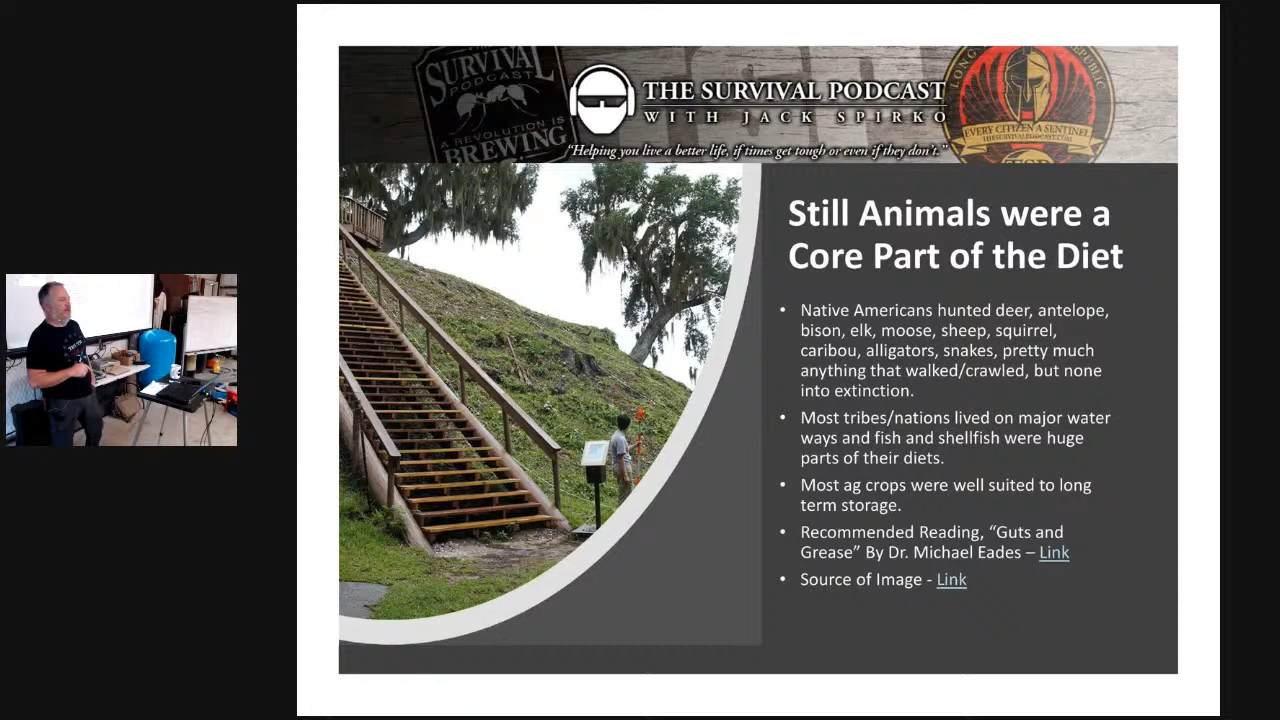 SURVIVAL
PODCAST
A REVOLUTION IS
BREWING
THE SURVIVAL PODCAST
WITH JACK SPIRKO
“Helping you live a better life, if times get tough or even if they don’t.”
EVERY CITIZEN A SENTINEL
THESURVIVALPODCAST.COM
Still Animals were a
Core Part of the Diet
• Native Americans hunted deer, antelope,
bison, elk, moose, sheep, squirrel,
caribou, alligators, snakes, pretty much
anything that walked/crawled, but none
into extinction.
• Most tribes/nations lived on major water
ways and fish and shellfish were huge
parts of their diets.
• Most ag crops were well suited to long
term storage.
• Recommended Reading, “Guts and
Grease” By Dr. Michael Eades – Link
• Source of Image - Link